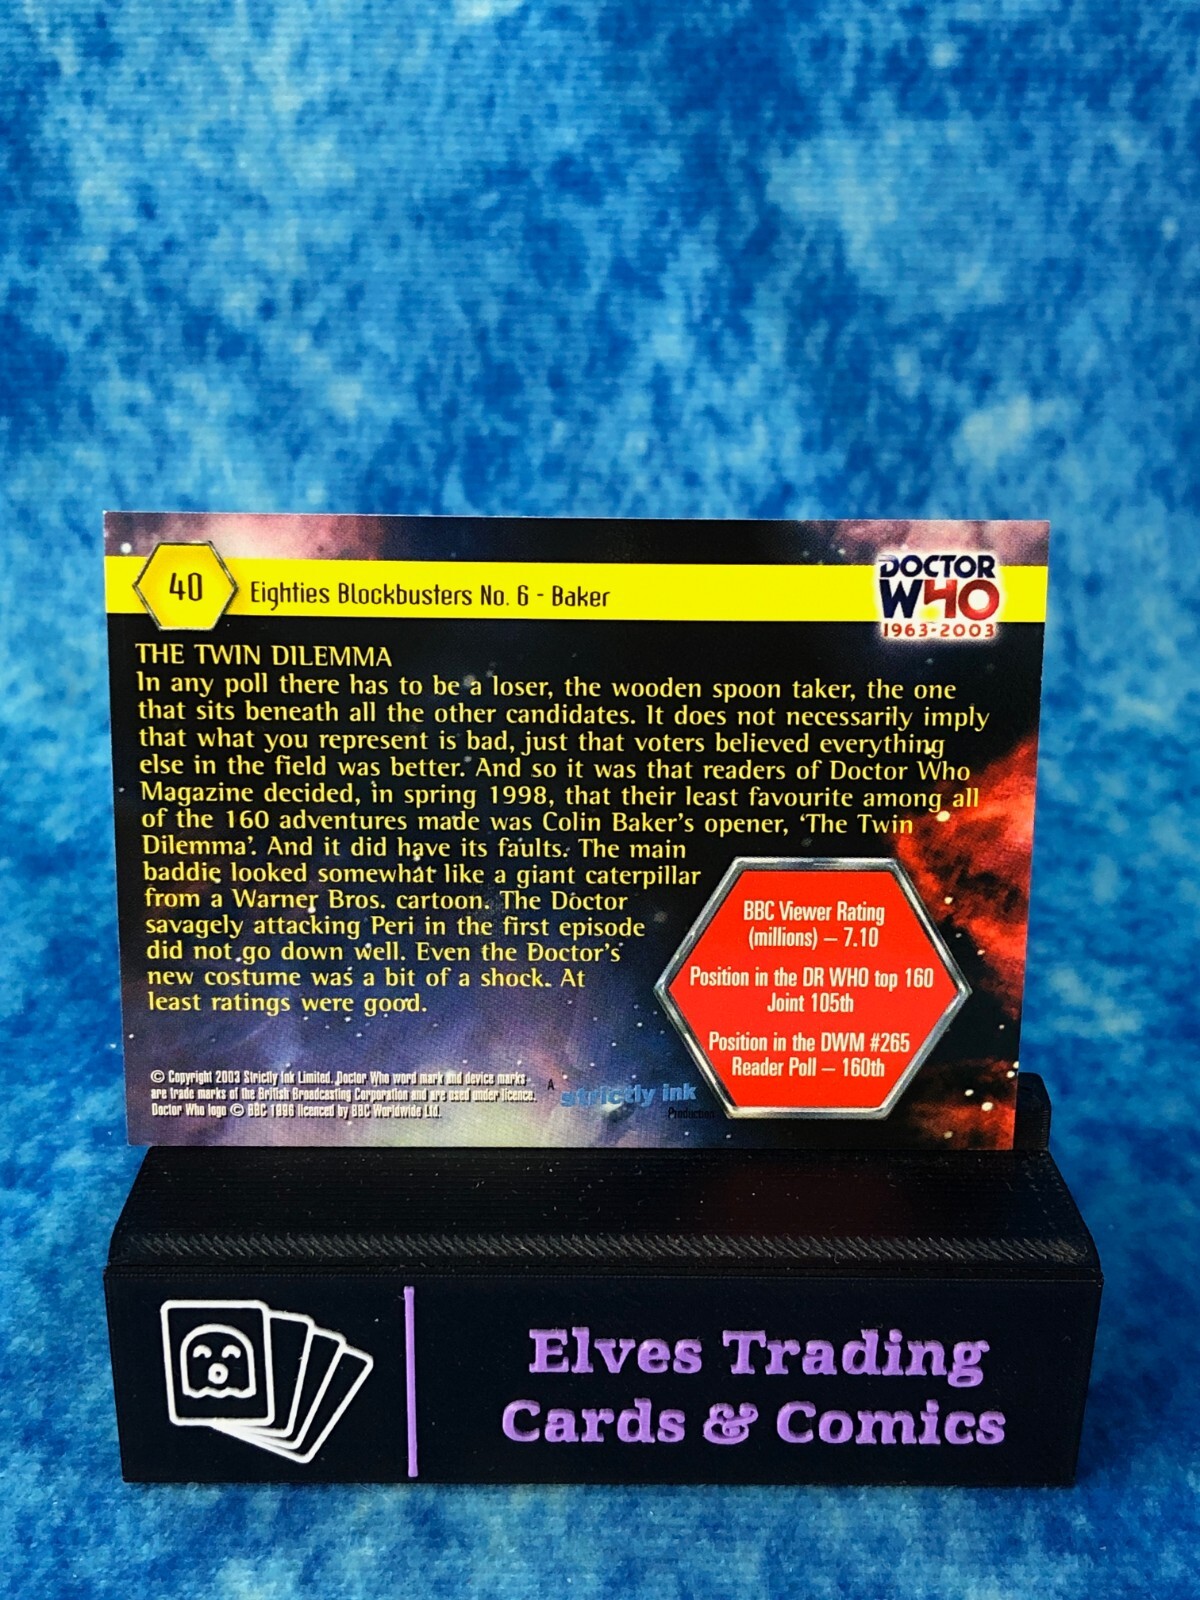 40
Eighties Blockbusters No. 6 - Baker
DOCTOR
WHO
40
1963-2003
THE TWIN DILEMMA
In any poll there has to be a loser, the wooden spoon taker, the one
that sits beneath all the other candidates. It does not necessarily imply
that what you represent is bad, just that voters believed everything
else in the field was better. And so it was that readers of Doctor Who
Magazine decided, in spring 1998, that their least favourite among all
of the 160 adventures made was Colin Baker's opener, 'The Twin
Dilemma'. And it did have its faults. The main
baddie looked somewhat like a giant caterpillar
from a Warner Bros. cartoon. The Doctor
savagely attacking Peri in the first episode
did not go down well. Even the Doctor's
new costume was a bit of a shock. At
least ratings were good.
BBC Viewer Rating
(millions) – 7.10
Position in the DR WHO top 160
Joint 105th
Position in the DWM #265
Reader Poll – 160th
© Copyright 2003 Strictly Ink Limited. Doctor Who word mark and device marks
are trade marks of the British Broadcasting Corporation and are used under licence.
Doctor Who logo © BBC 1996 licenced by BBC Worldwide Ltd.
A
strictly ink
Production
Elves Trading
Cards & Comics